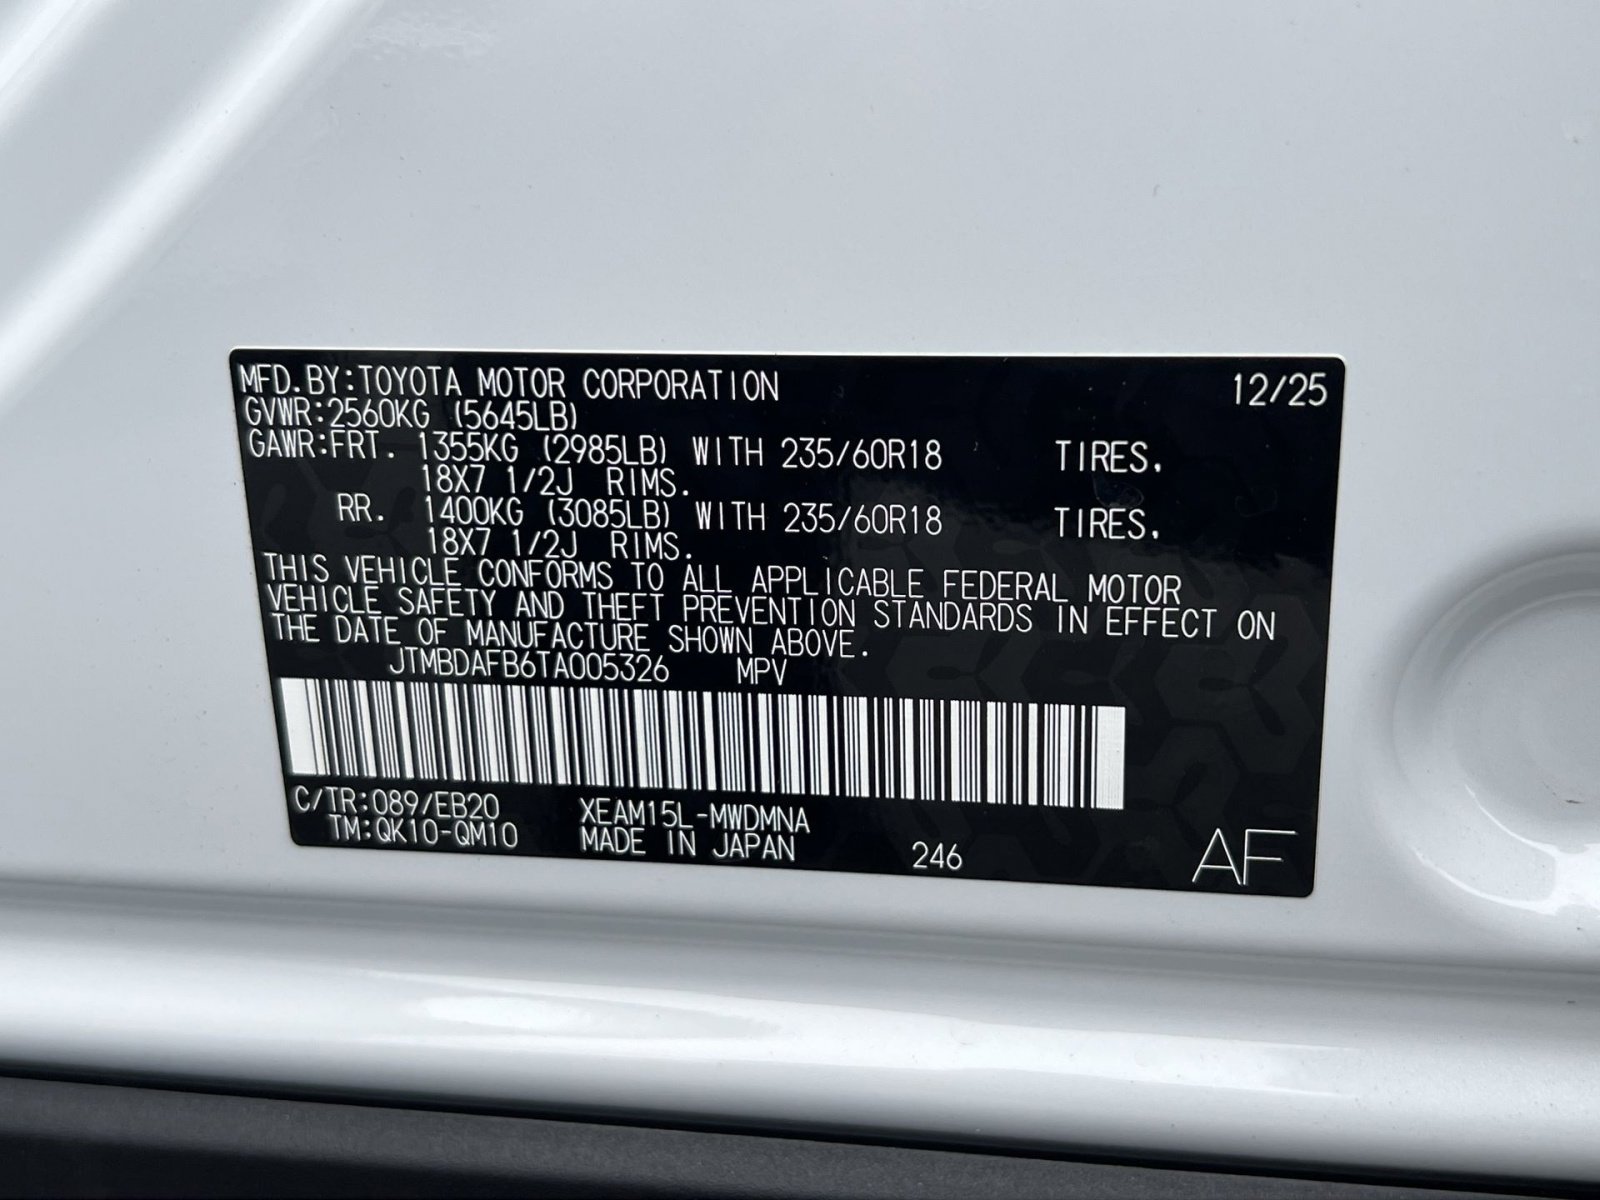 MFD.BY:TOYOTA MOTOR CORPORATION 12/25
GVWR:2560KG (5645LB)
GAWR:FRT. 1355KG (2985LB) WITH 235/60R18 TIRES.
18X7 1/2J RIMS.
RR. 1400KG (3085LB) WITH 235/60R18 TIRES.
18X7 1/2J RIMS.
THIS VEHICLE CONFORMS TO ALL APPLICABLE FEDERAL MOTOR
VEHICLE SAFETY AND THEFT PREVENTION STANDARDS IN EFFECT ON
THE DATE OF MANUFACTURE SHOWN ABOVE.
JTMBDAFB6TA005326 MPV
C/TR:089/EB20 XEAM15L-MWDMNA
TM:QK10-QM10 MADE IN JAPAN 246 AF